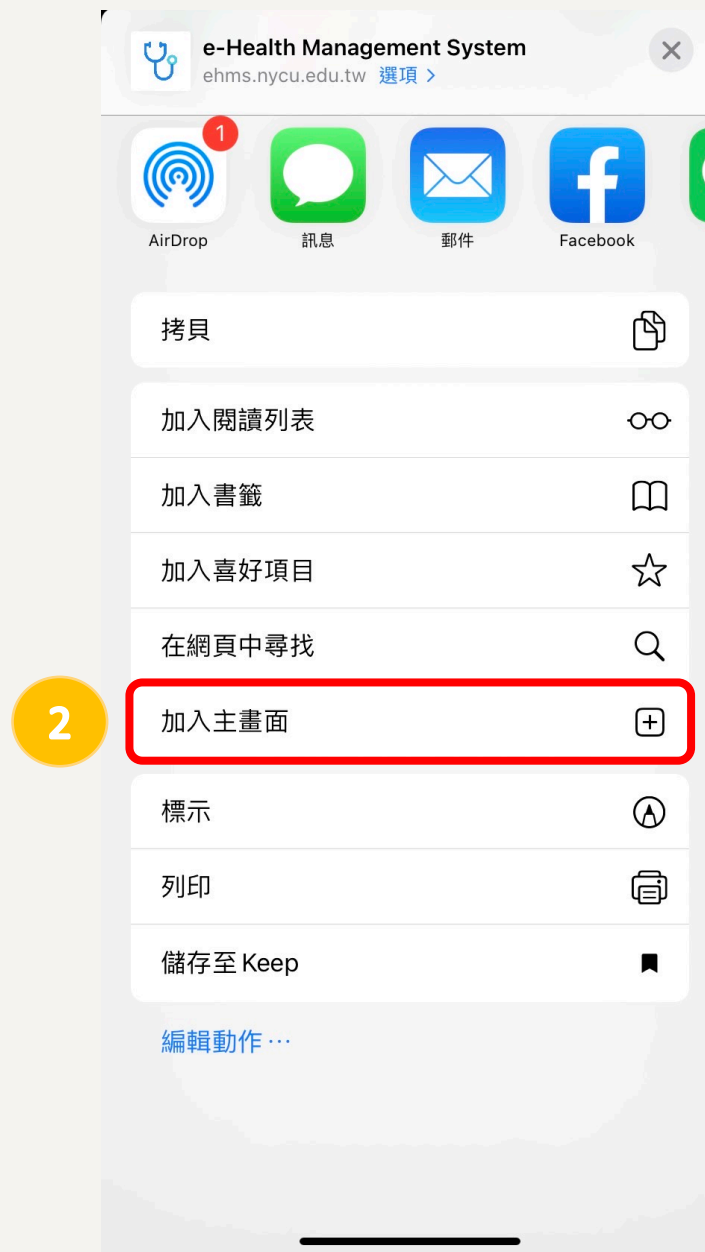 e-Health Management System
ehms.nycu.edu.tw 選項 >
1
AirDrop 訊息 郵件 Facebook
拷貝
加入閱讀列表
加入書籤
加入喜好項目
在網頁中尋找
2 加入主畫面
標示
列印
儲存至 Keep
編輯動作⋯